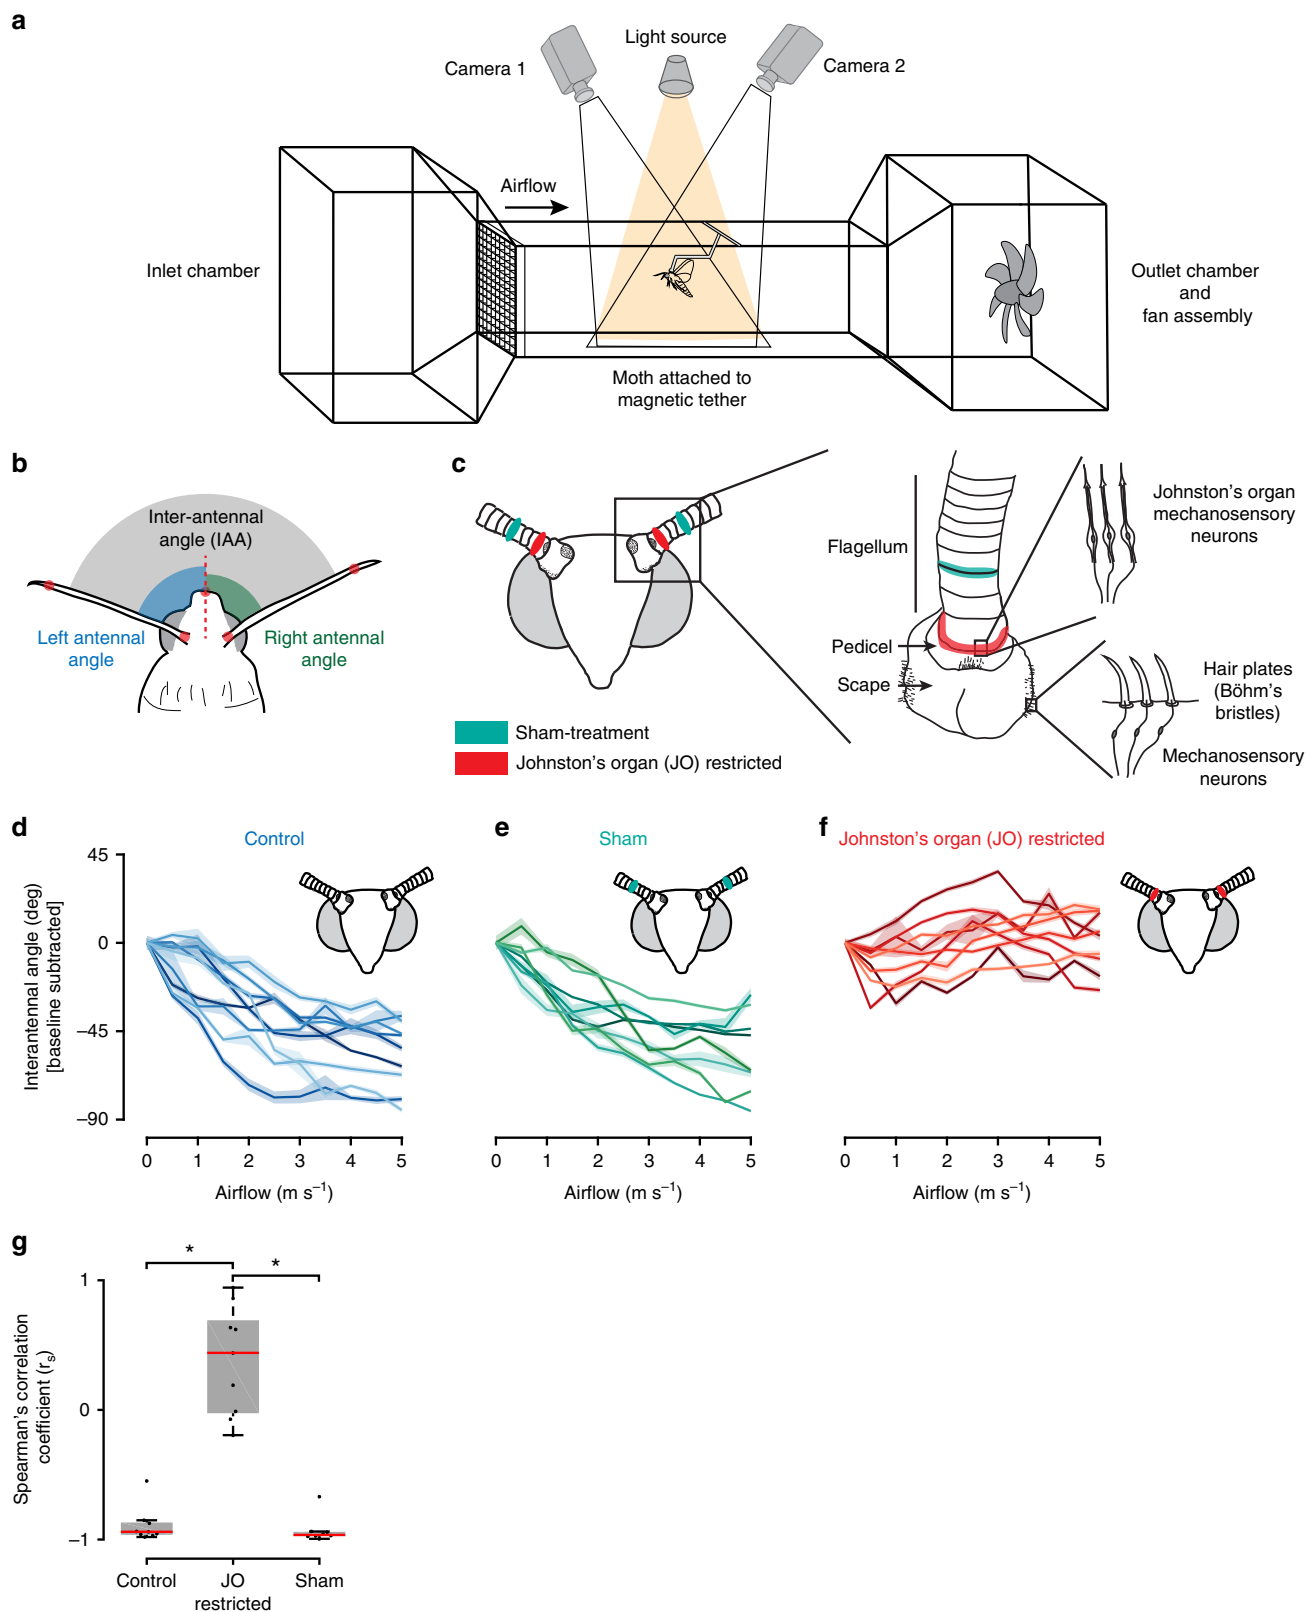 a
Light source
Camera 1
Camera 2
Airflow
Inlet chamber
Outlet chamber
and
fan assembly
Moth attached to
magnetic tether
b
Inter-antennal
angle (IAA)
Left antennal
angle
Right antennal
angle
c
Flagellum
Johnston's organ
mechanosensory
neurons
Pedicel
Scape
Hair plates
(Böhm's
bristles)
Mechanosensory
neurons
Sham-treatment
Johnston's organ (JO) restricted
d
Control
e
Sham
f
Johnston's organ (JO) restricted
Interantennal angle (deg)
[baseline subtracted]
45
0
–45
–90
0 1 2 3 4 5
Airflow (m s⁻¹)
0 1 2 3 4 5
Airflow (m s⁻¹)
0 1 2 3 4 5
Airflow (m s⁻¹)
g
Spearman's correlation
coefficient (rₛ)
1
0
–1
*
*
Control
JO
restricted
Sham